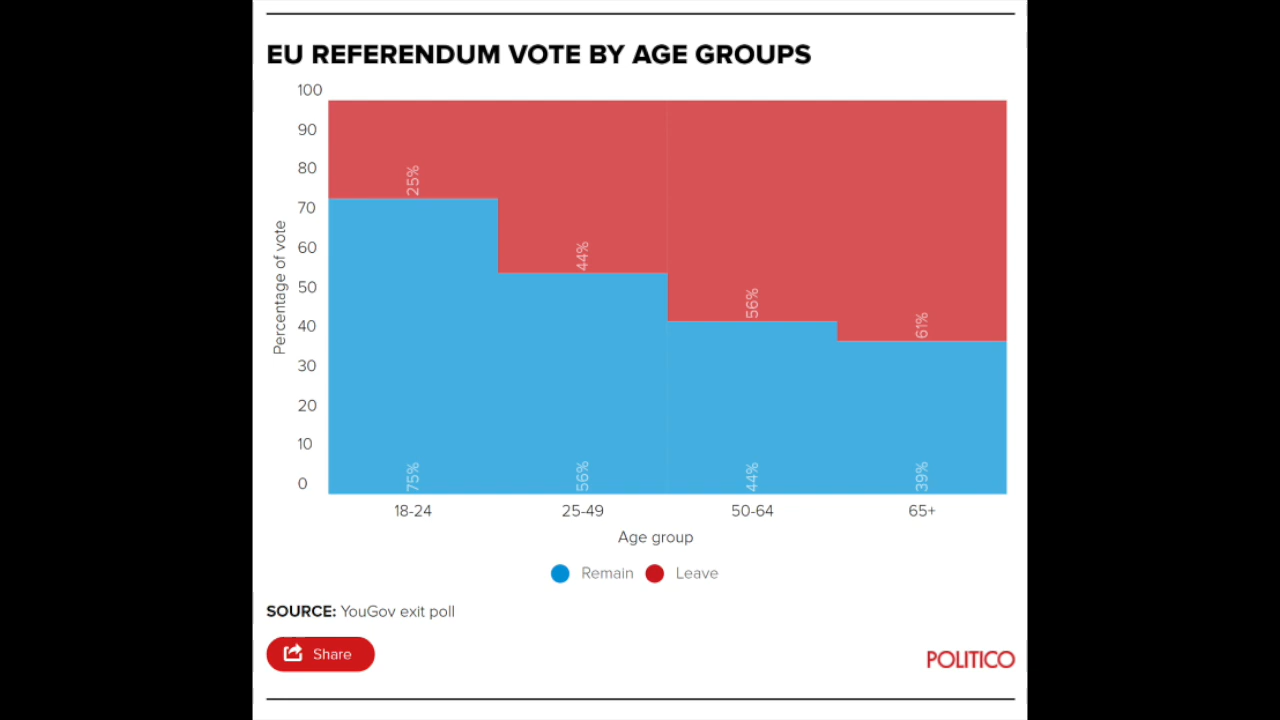 EU REFERENDUM VOTE BY AGE GROUPS
100
90
80
70
60
50
40
30
20
10
0
Percentage of vote
25%
44%
56%
61%
75%
56%
44%
39%
18-24
25-49
50-64
65+
Age group
Remain
Leave
SOURCE: YouGov exit poll
Share
POLITICO